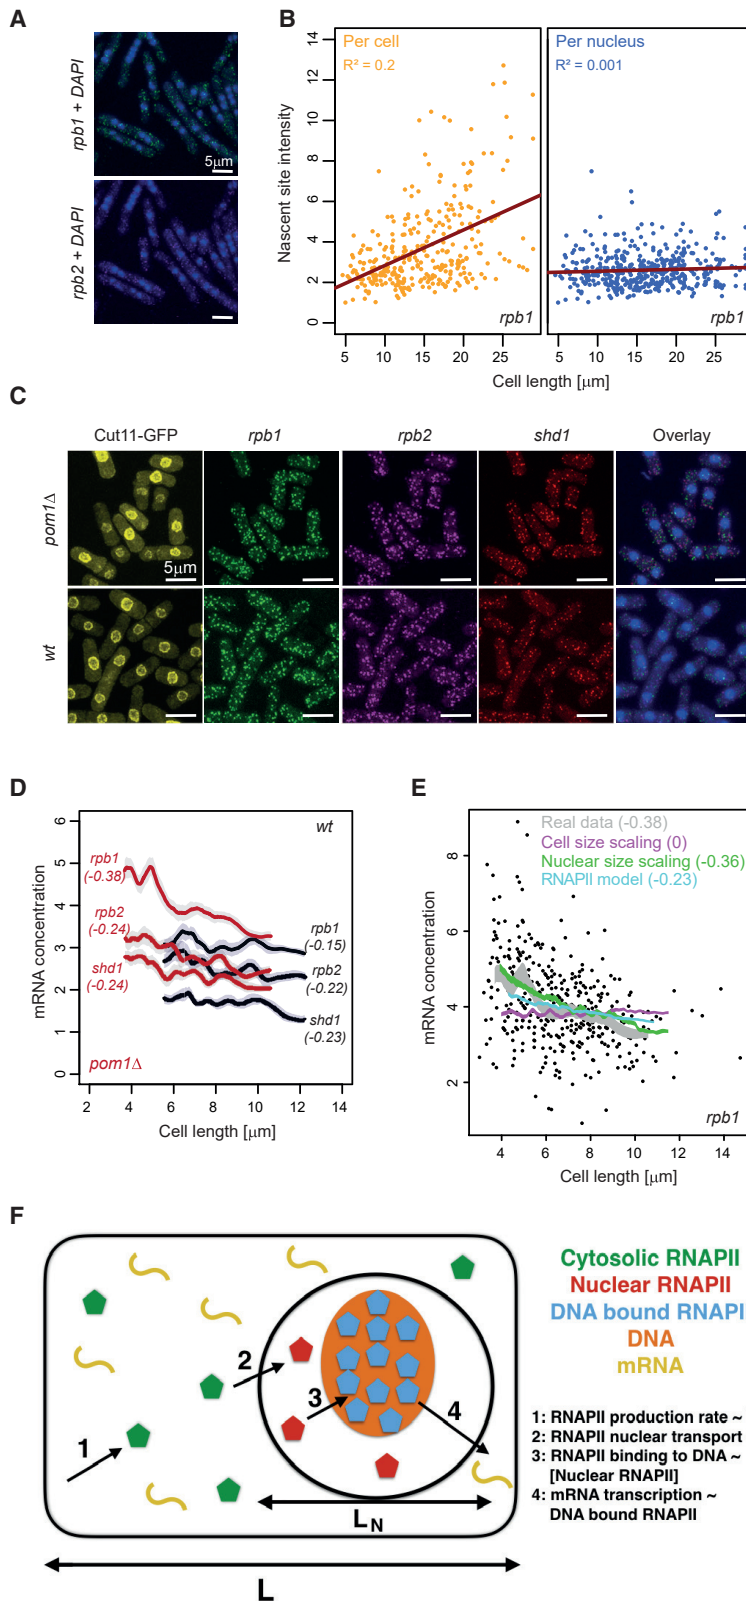 A
rpb1 + DAPI
5μm
rpb2 + DAPI
B
Nascent site intensity
14
12
10
8
6
4
2
0
Per cell
R² = 0.2
rpb1
5 10 15 20 25
Per nucleus
R² = 0.001
rpb1
5 10 15 20 25
Cell length [μm]
C
Cut11-GFP rpb1 rpb2 shd1 Overlay
pom1Δ
5μm
wt
D
mRNA concentration
6
5
4
3
2
1
0
wt
rpb1
(-0.38)
rpb2
(-0.24)
shd1
(-0.24)
rpb1
(-0.15)
rpb2
(-0.22)
shd1
(-0.23)
pom1Δ
2 4 6 8 10 12 14
Cell length [μm]
E
mRNA concentration
8
6
4
2
Real data (-0.38)
Cell size scaling (0)
Nuclear size scaling (-0.36)
RNAPII model (-0.23)
rpb1
4 6 8 10 12 14
Cell length [μm]
F
1
2
3
4
L_N
L
Cytosolic RNAPII
Nuclear RNAPII
DNA bound RNAPI
DNA
mRNA
1: RNAPII production rate ~
2: RNAPII nuclear transport
3: RNAPII binding to DNA ~
[Nuclear RNAPII]
4: mRNA transcription ~
DNA bound RNAPII